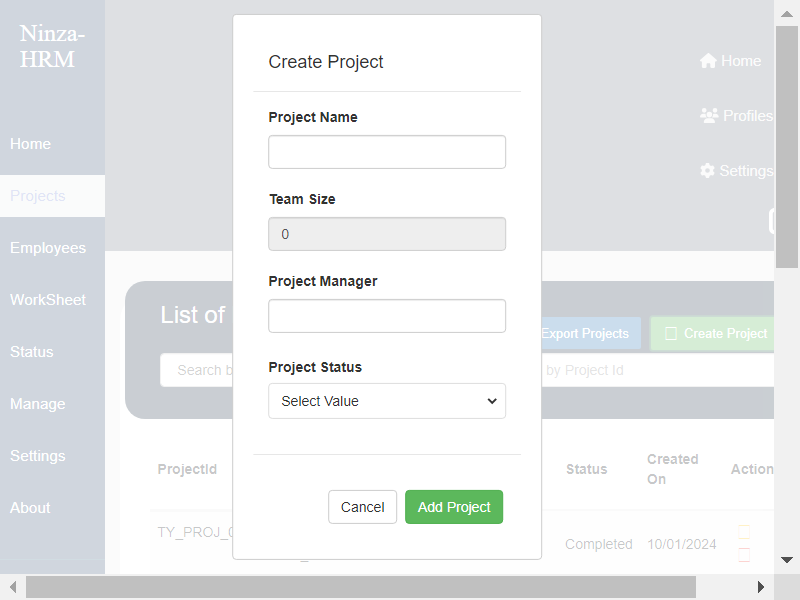 Ninza-
HRM
Home
Projects
Employees
WorkSheet
Status
Manage
Settings
About
Home
Profiles
Settings
List of
Export Projects
Create Project
Search b
by Project Id
ProjectId
Status
Created
On
Action
TY_PROJ_
Completed
10/01/2024
Create Project
Project Name
Team Size
0
Project Manager
Project Status
Select Value
Cancel
Add Project